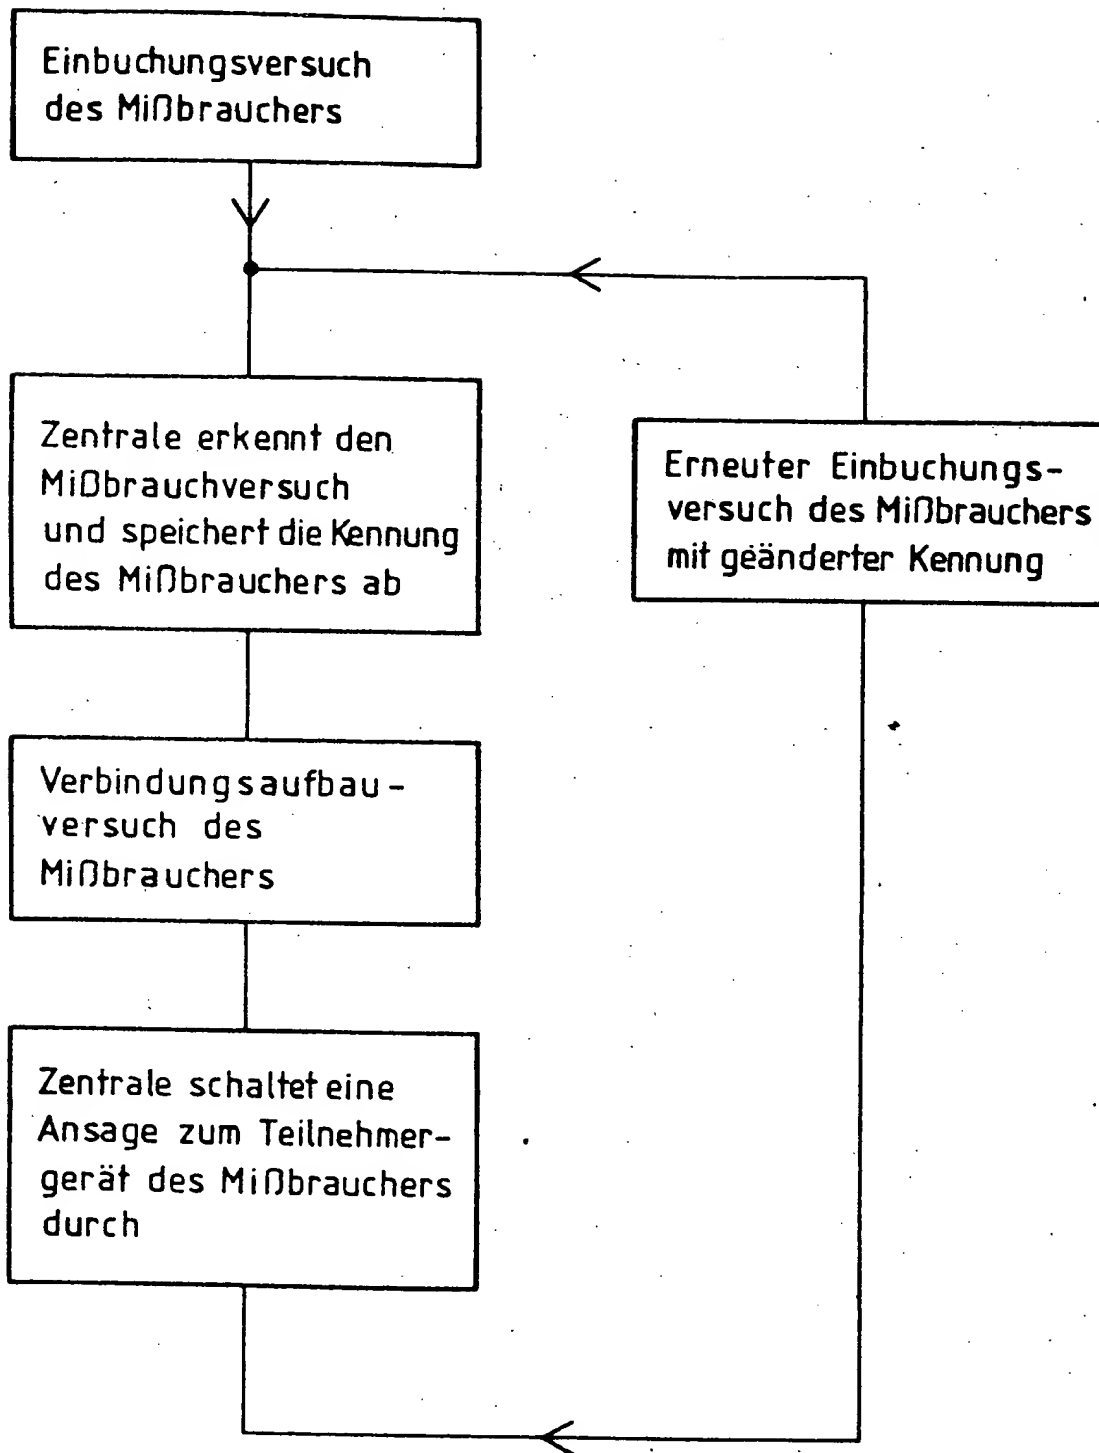 Einbuchungsversuch
des Mißbrauchers
Zentrale erkennt den
Mißbrauchversuch
und speichert die Kennung
des Mißbrauchers ab
Erneuter Einbuchungs-
versuch des Mißbrauchers
mit geänderter Kennung
Verbindungsaufbau-
versuch des
Mißbrauchers
Zentrale schaltet eine
Ansage zum Teilnehmer-
gerät des Mißbrauchers
durch